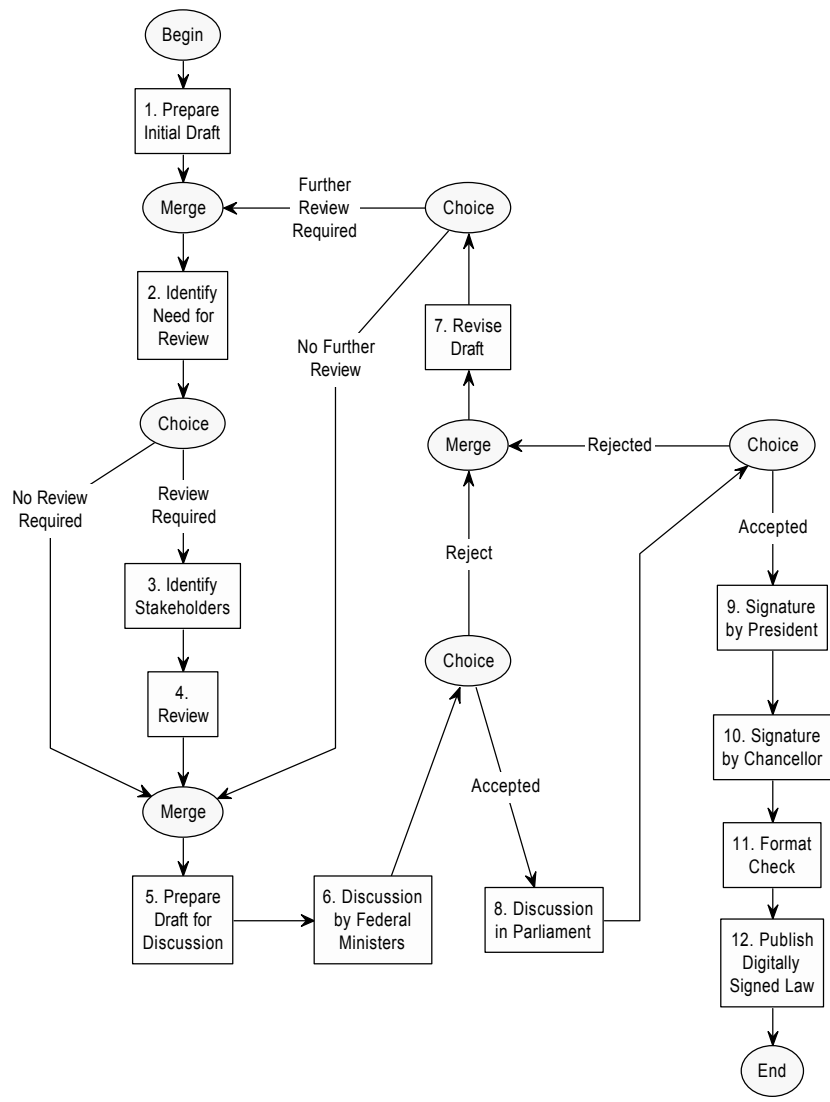 Begin
1. Prepare
Initial Draft
Merge
Further
Review
Required
Choice
2. Identify
Need for
Review
7. Revise
Draft
No Further
Review
Choice
Merge
Rejected
Choice
No Review
Required
Review
Required
Accepted
Reject
3. Identify
Stakeholders
9. Signature
by President
Choice
4.
Review
10. Signature
by Chancellor
Accepted
Merge
11. Format
Check
5. Prepare
Draft for
Discussion
6. Discussion
by Federal
Ministers
8. Discussion
in Parliament
12. Publish
Digitally
Signed Law
End